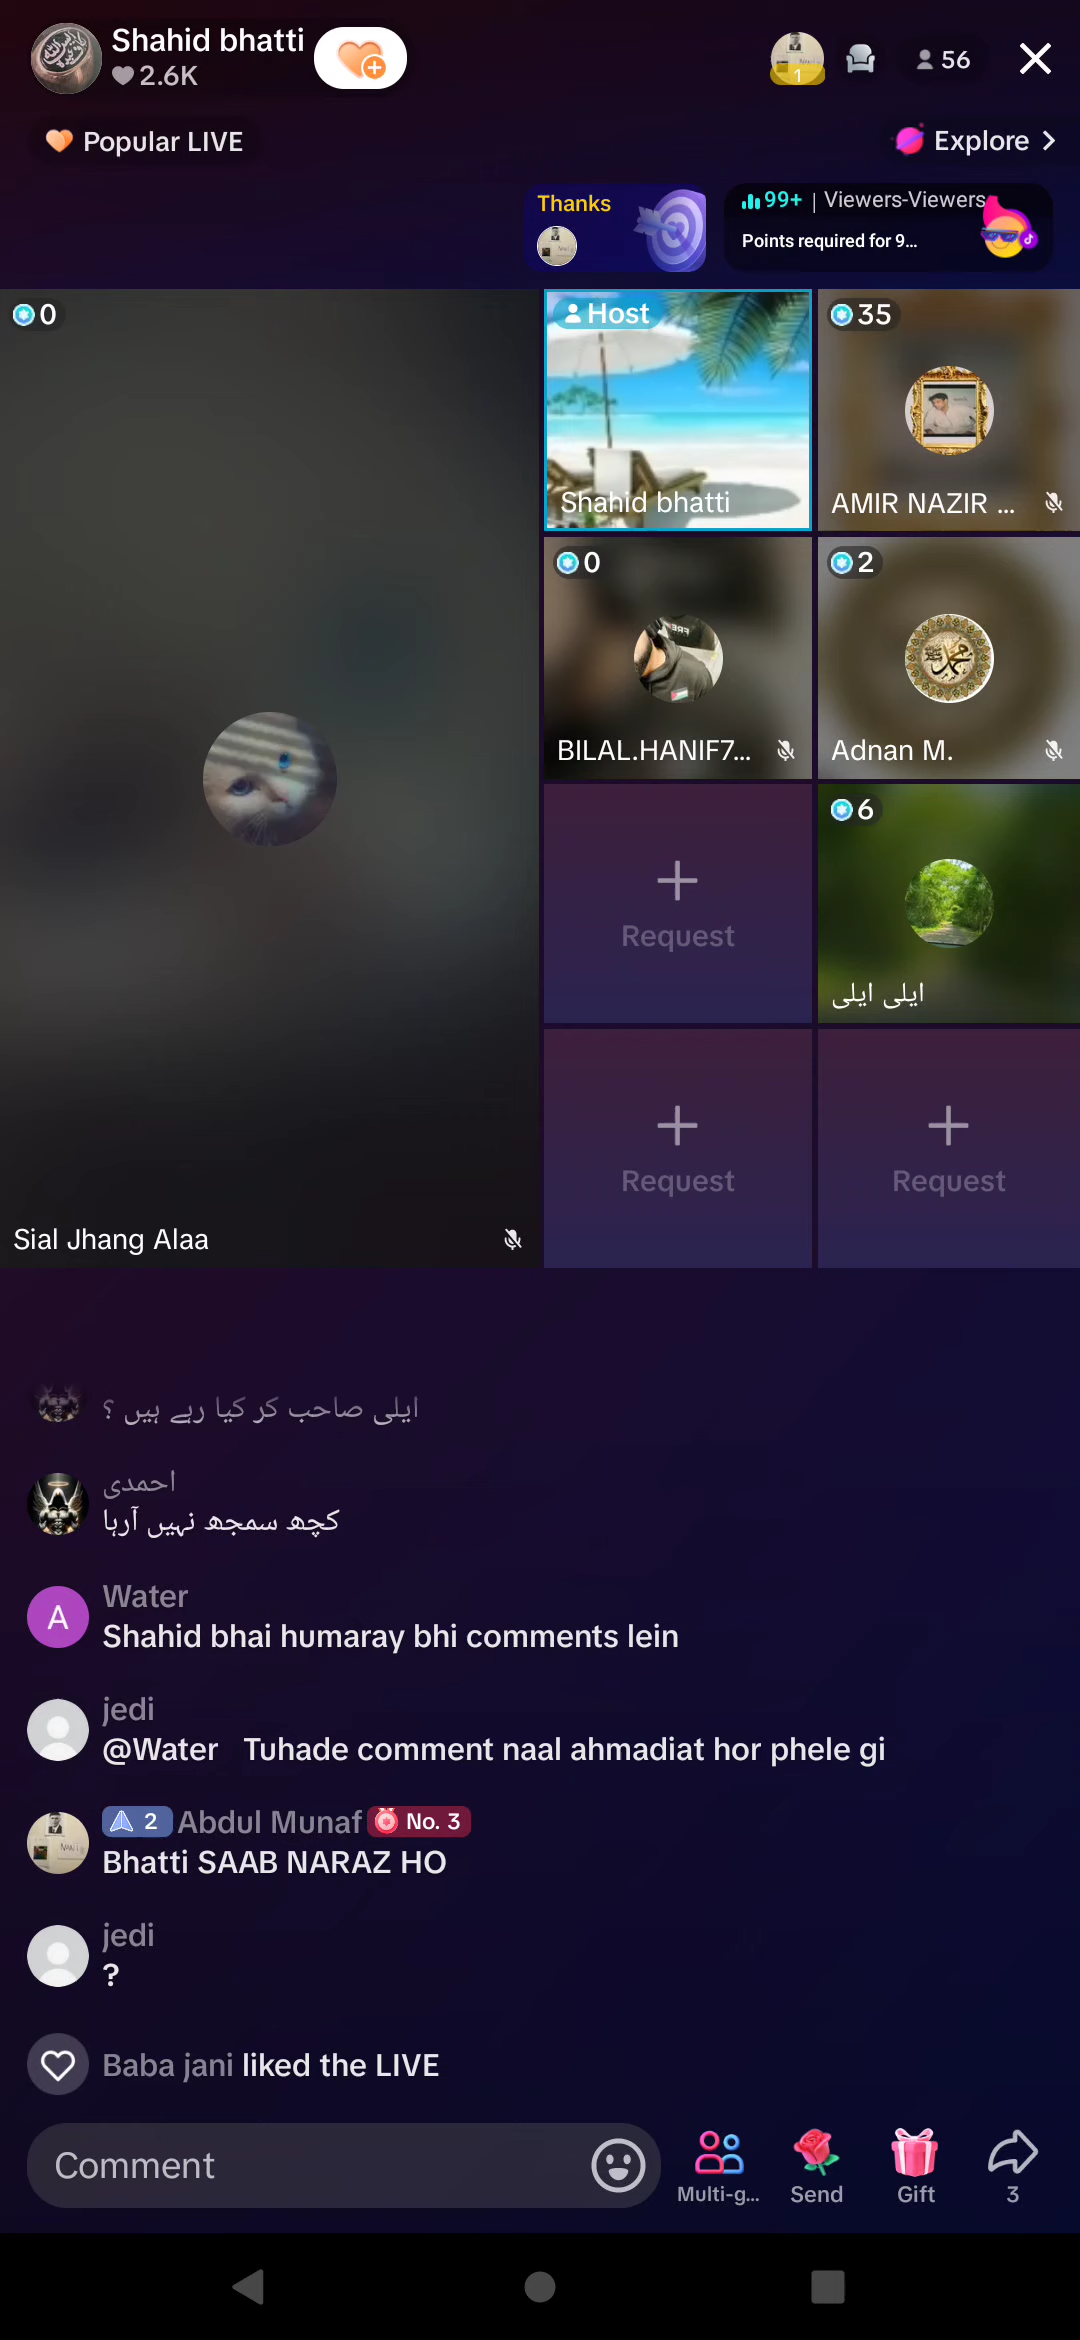 Shahid bhatti
2.6K
1
56
Popular LIVE
Explore
Thanks
99+ | Viewers-Viewers
Points required for 9...
0
Host
Shahid bhatti
35
AMIR NAZIR ...
0
BILAL.HANIF7...
2
Adnan M.
Request
6
ایلی ایلی
Request
Request
Sial Jhang Alaa
ایلی صاحب کر کیا رہے ہیں ؟
احمدی
کچھ سمجھ نہیں آرہا
A
Water
Shahid bhai humaray bhi comments lein
jedi
@Water Tuhade comment naal ahmadiat hor phele gi
2 Abdul Munaf No. 3
Bhatti SAAB NARAZ HO
jedi
?
Baba jani liked the LIVE
Comment
Multi-g...
Send
Gift
3